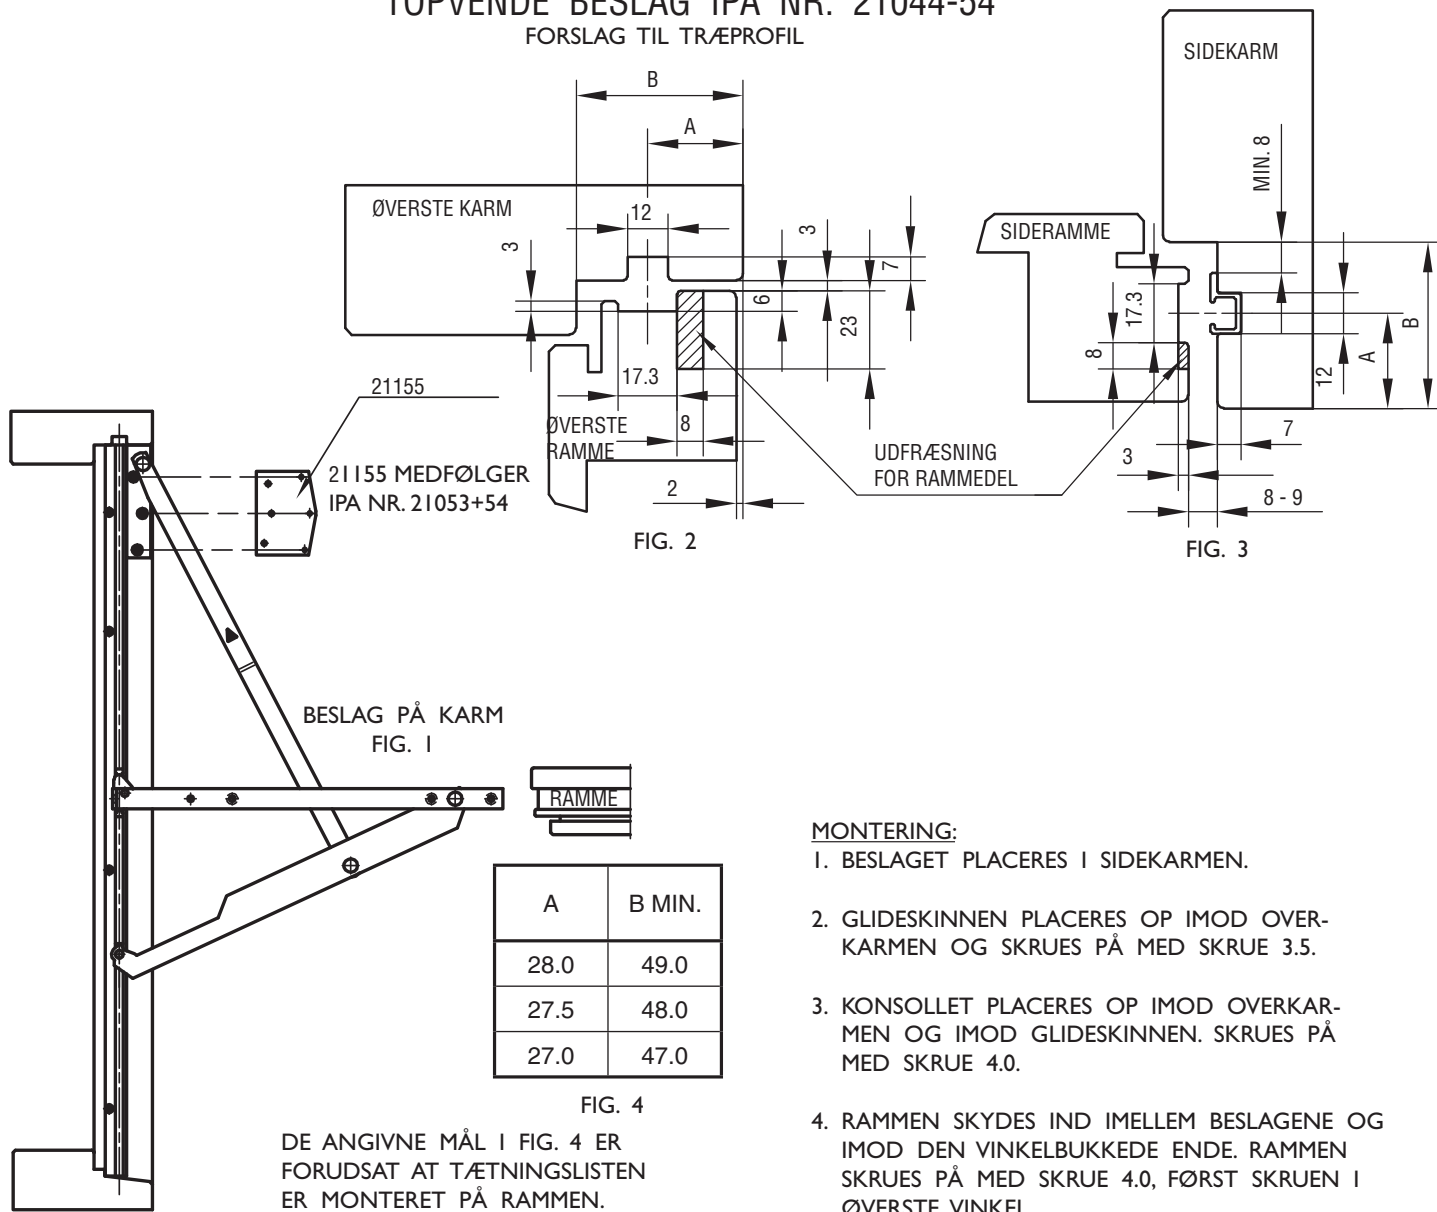 TOPVENDE BESLAG IPA NR. 21044-54
FORSLAG TIL TRÆPROFIL
B
A
ØVERSTE KARM
12
3
3
7
6
23
17.3
8
ØVERSTE
RAMME
2
FIG. 2
SIDEKARM
MIN. 8
SIDERAMME
17.3
8
B
A
12
7
3
8 - 9
FIG. 3
UDFRÆSNING
FOR RAMMEDEL
21155
21155 MEDFØLGER
IPA NR. 21053+54
BESLAG PÅ KARM
FIG. 1
RAMME
A B MIN.
28.0 49.0
27.5 48.0
27.0 47.0
FIG. 4
DE ANGIVNE MÅL I FIG. 4 ER
FORUDSAT AT TÆTNINGSLISTEN
ER MONTERET PÅ RAMMEN.
MONTERING:
1. BESLAGET PLACERES I SIDEKARMEN.
2. GLIDESKINNEN PLACERES OP IMOD OVER-
KARMEN OG SKRUES PÅ MED SKRUE 3.5.
3. KONSOLLET PLACERES OP IMOD OVERKAR-
MEN OG IMOD GLIDESKINNEN. SKRUES PÅ
MED SKRUE 4.0.
4. RAMMEN SKYDES IND IMELLEM BESLAGENE OG
IMOD DEN VINKELBUKKEDE ENDE. RAMMEN
SKRUES PÅ MED SKRUE 4.0, FØRST SKRUEN I
ØVERSTE VINKEL